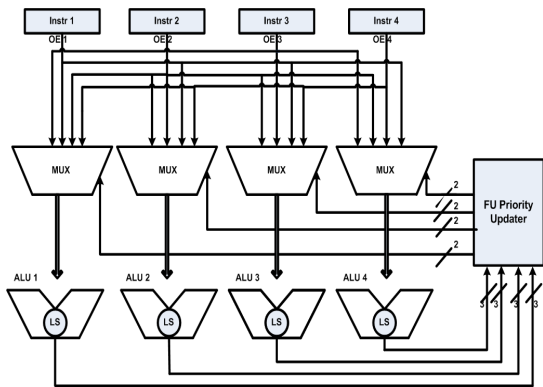 Instr 1 Instr 2 Instr 3 Instr 4
OE 1 OE 2 OE 3 OE 4
MUX MUX MUX MUX
2
2
2
2
FU Priority
Updater
ALU 1 ALU 2 ALU 3 ALU 4
LS LS LS LS
3 3 3 3